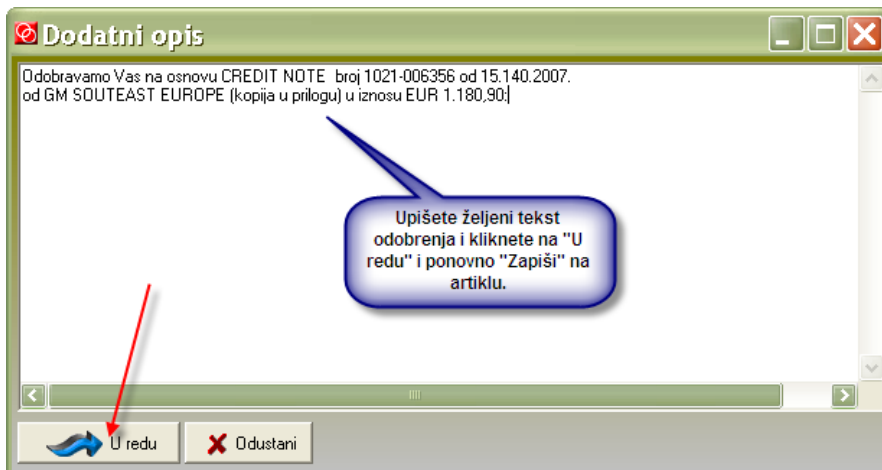 Dodatni opis
Odobravamo Vas na osnovu CREDIT NOTE  broj 1021-006356 od 15.140.2007.
od GM SOUTEAST EUROPE (kopija u prilogu) u iznosu EUR 1.180,90:
Upišete željeni tekst
odobrenja i kliknete na "U
redu" i ponovno "Zapiši" na
artiklu.
U redu
Odustani